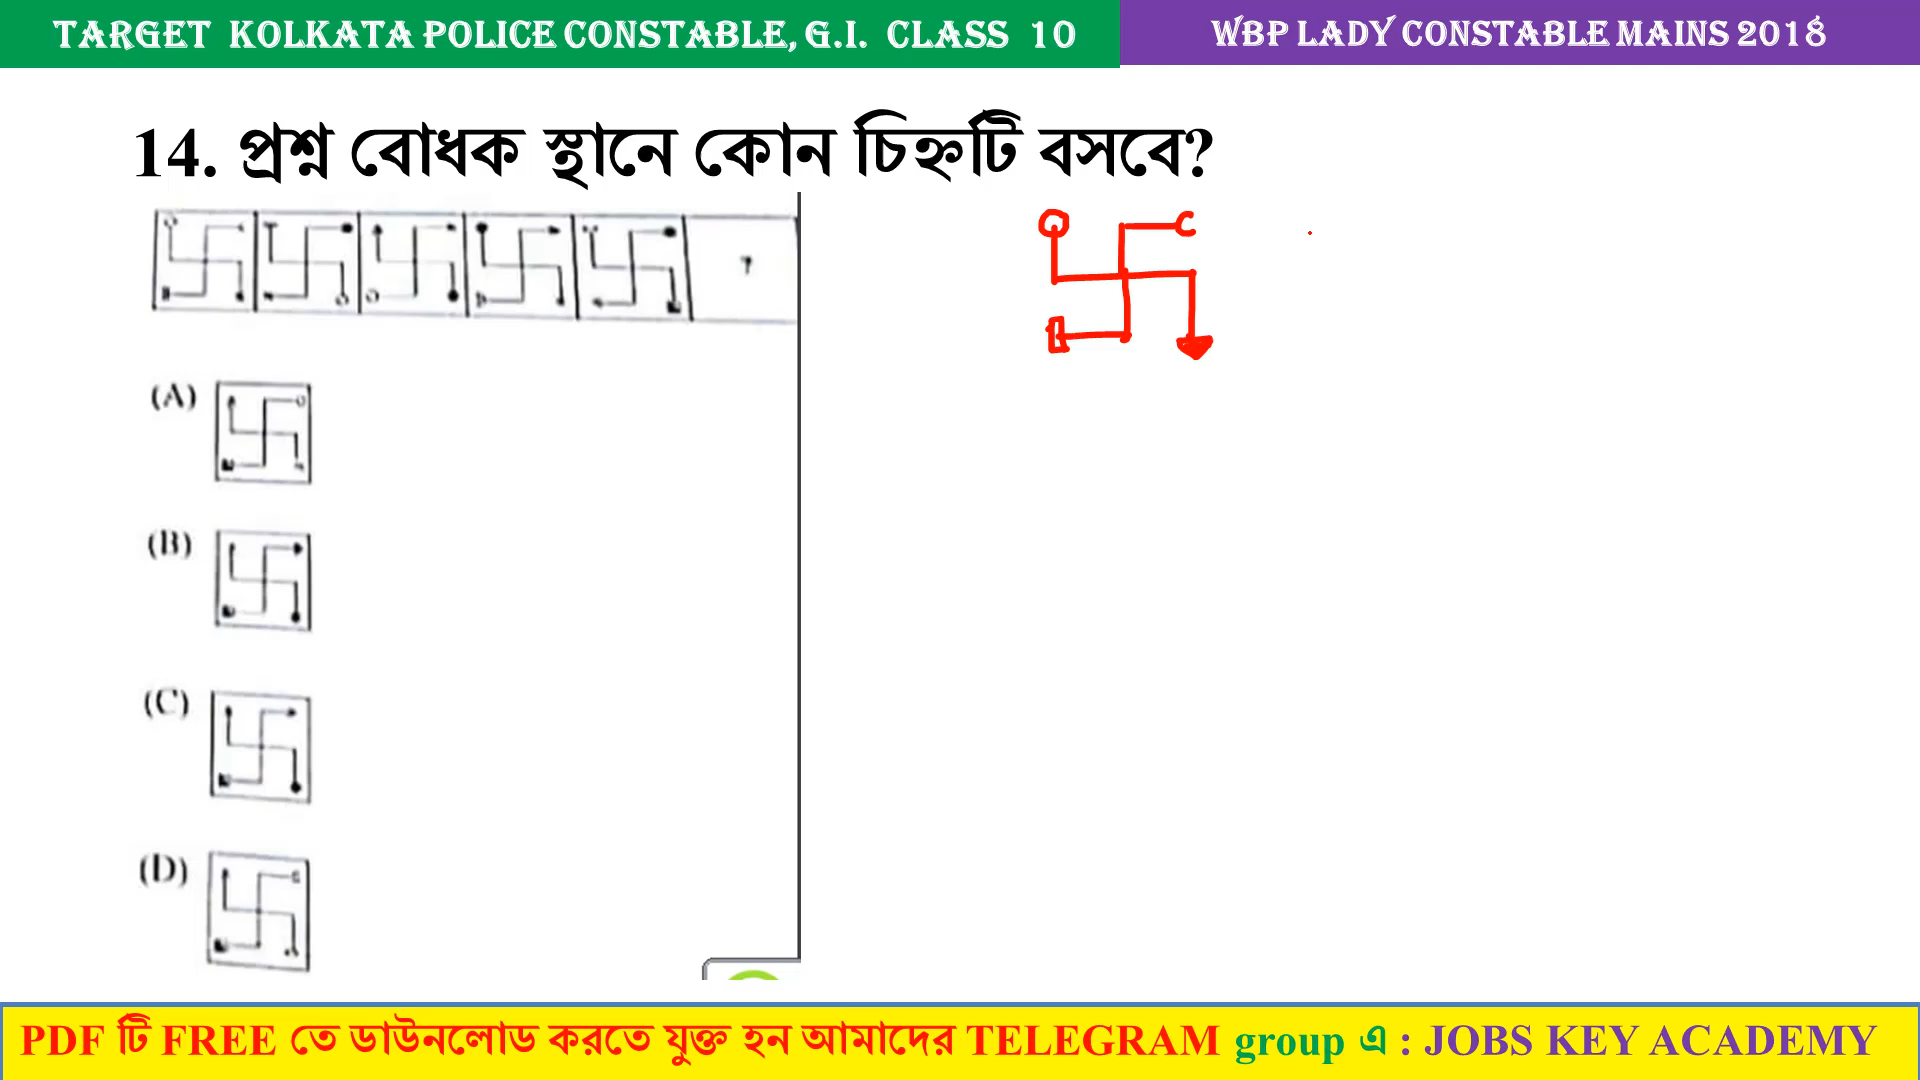 TARGET KOLKATA POLICE CONSTABLE, G.I. CLASS 10
WBP LADY CONSTABLE MAINS 2018
14. প্রশ্ন বোধক স্থানে কোন চিহ্নটি বসবে?
?
(A)
(B)
(C)
(D)
PDF টি FREE তে ডাউনলোড করতে যুক্ত হন আমাদের TELEGRAM group এ : JOBS KEY ACADEMY